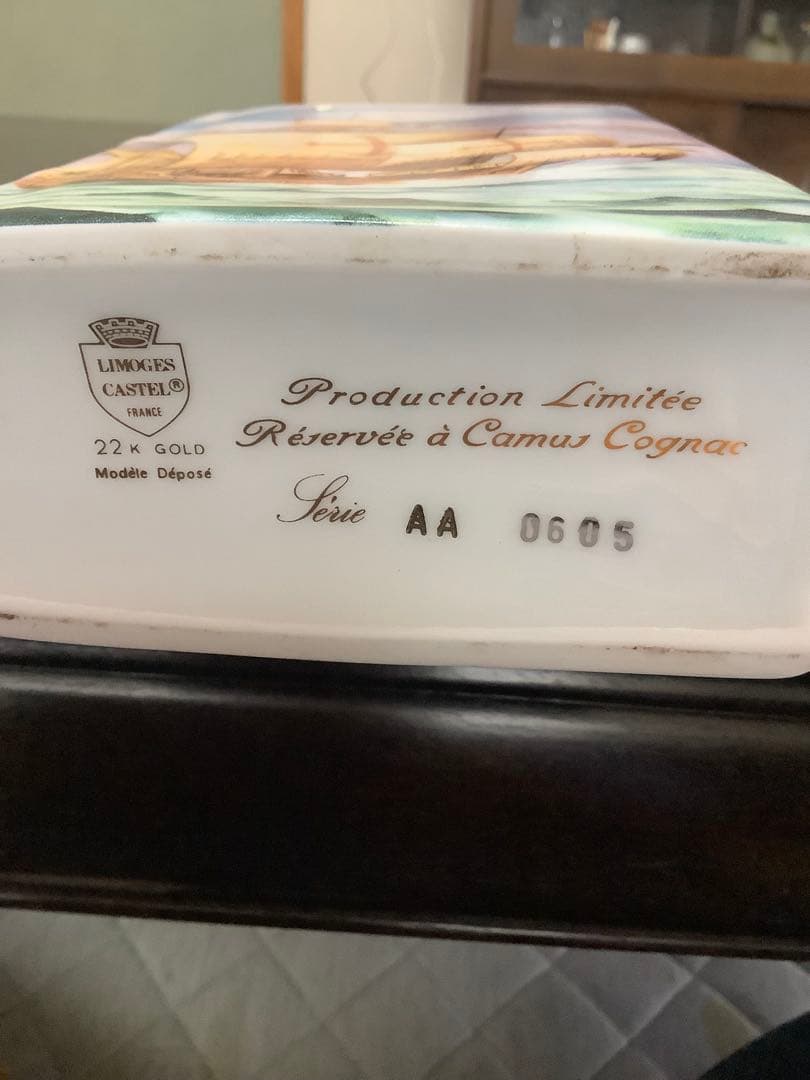 LIMOGES
CASTEL®
FRANCE
22 K GOLD
Modèle Déposé
Production Limitée
Réservée à Camus Cognac
Série AA 0605